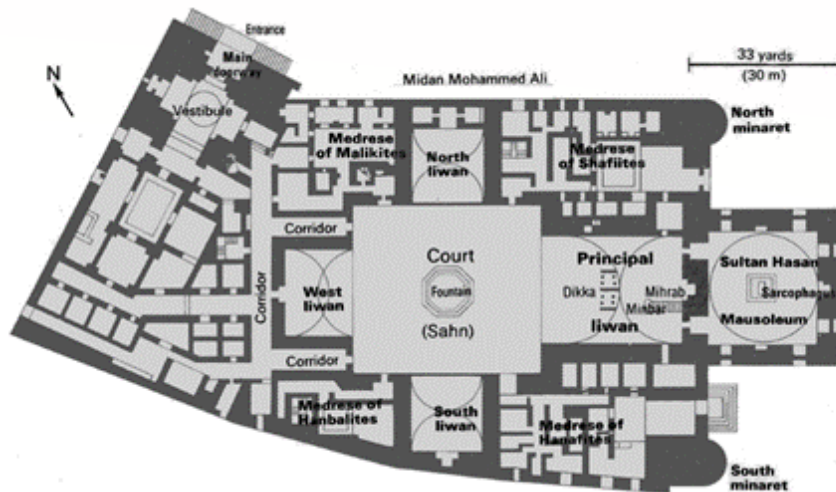 Entrance
Main
doorway
N
Vestibule
Midan Mohammed Ali
33 yards
(30 m)
North
minaret
Medrese
of Malikites
North
liwan
Medrese
of Shafiites
Corridor
Court
Fountain
(Sahn)
West
liwan
Corridor
Principal
Dikka
Mihrab
Minbar
liwan
Sultan Hasan
Sarcophagus
Mausoleum
Corridor
Medrese of
Hanbalites
South
liwan
Medrese of
Hanafites
South
minaret